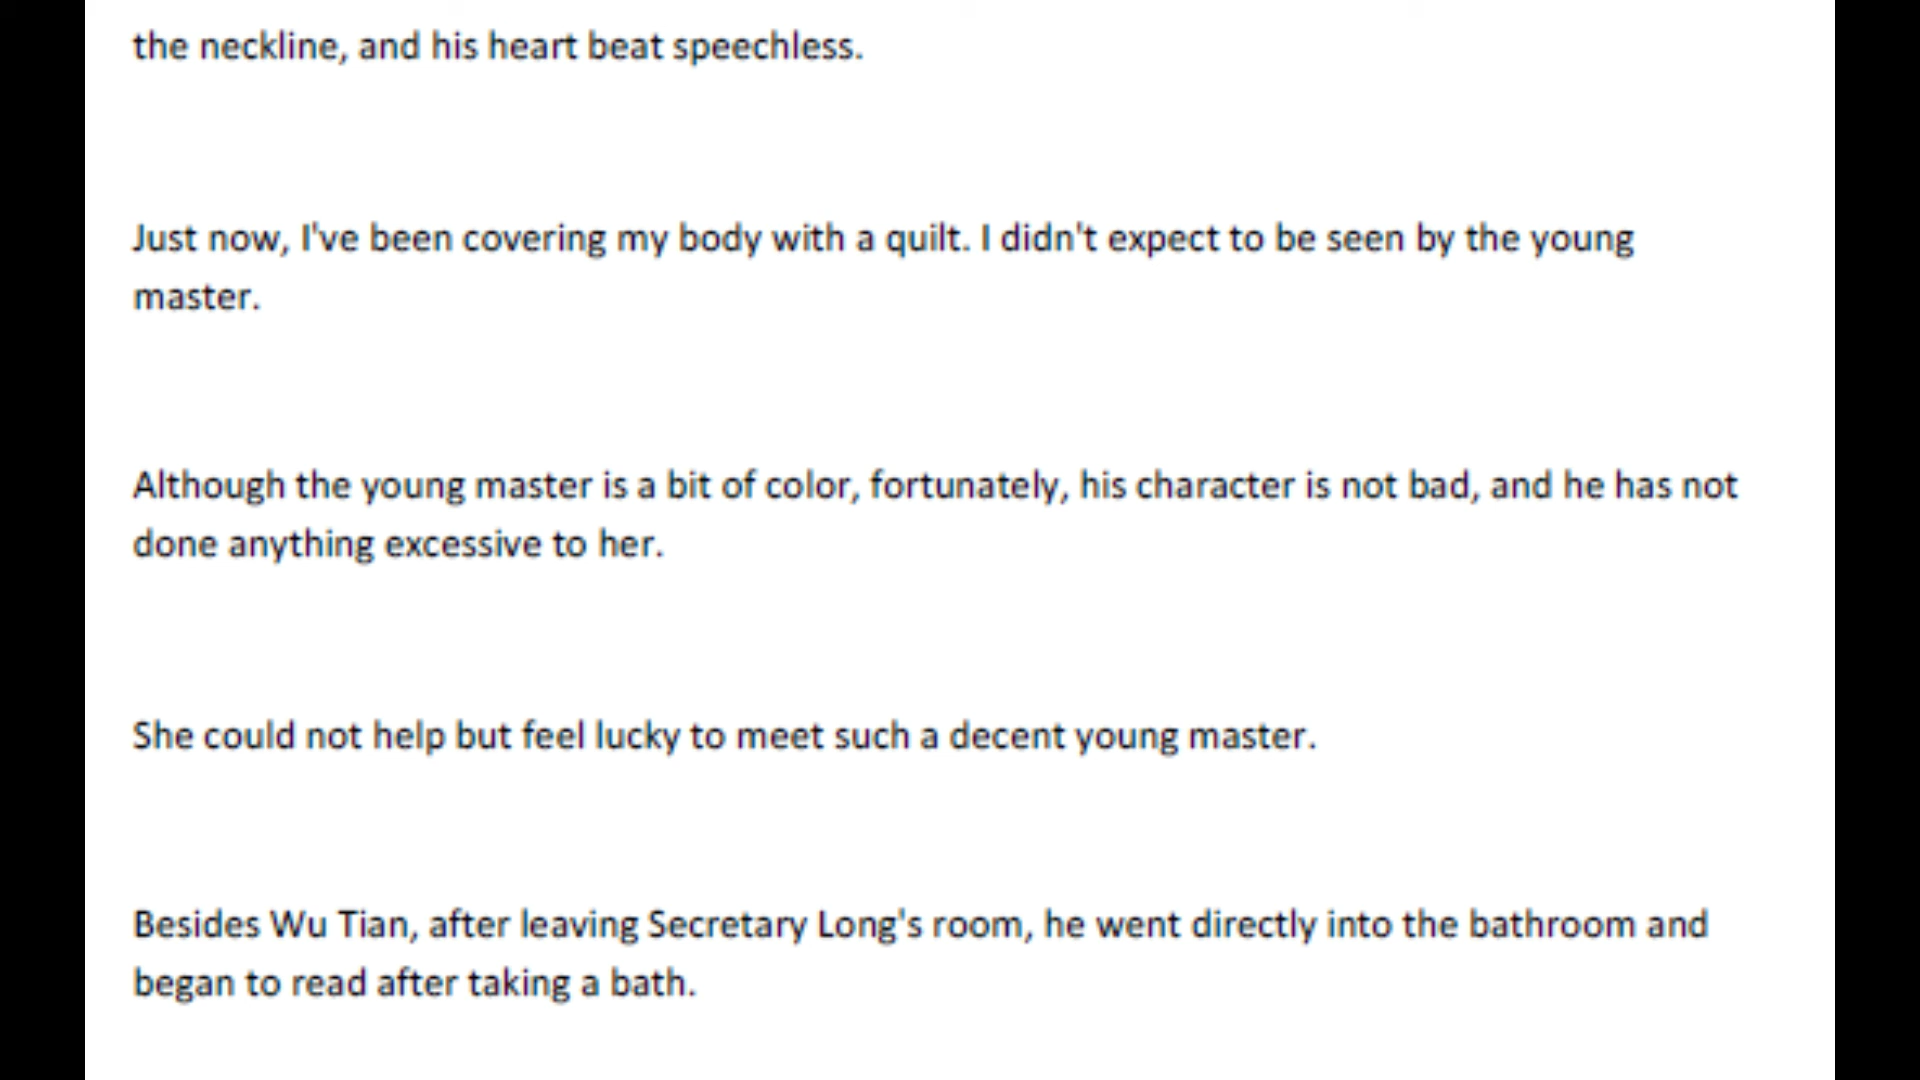 the neckline, and his heart beat speechless.
Just now, I've been covering my body with a quilt. I didn't expect to be seen by the young
master.
Although the young master is a bit of color, fortunately, his character is not bad, and he has not
done anything excessive to her.
She could not help but feel lucky to meet such a decent young master.
Besides Wu Tian, after leaving Secretary Long's room, he went directly into the bathroom and
began to read after taking a bath.